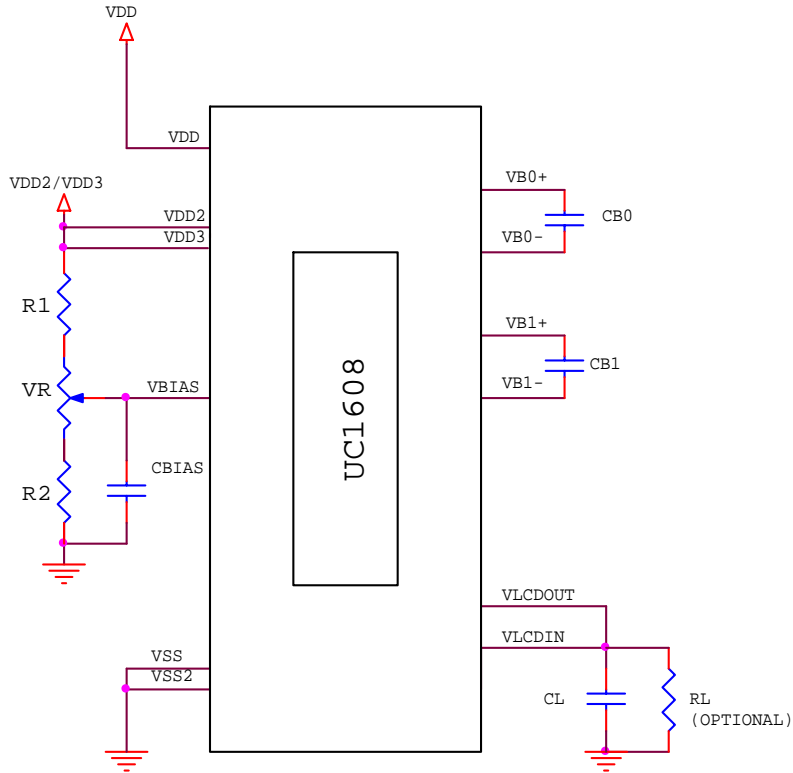 VDD
VDD
VDD2/VDD3
VDD2
VDD3
R1
VR
VBIAS
CBIAS
R2
VSS
VSS2
UC1608
VB0+
CB0
VB0-
VB1+
CB1
VB1-
VLCDOUT
VLCDIN
CL
RL
(OPTIONAL)